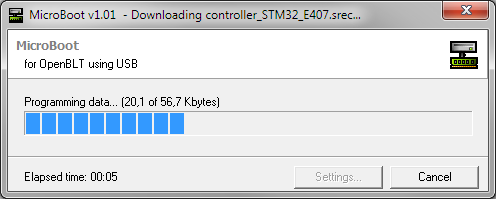 MicroBoot v1.01 - Downloading controller_STM32_E407.srec...
MicroBoot
for OpenBLT using USB
Programming data... (20,1 of 56,7 Kbytes)
Elapsed time: 00:05
Settings...
Cancel